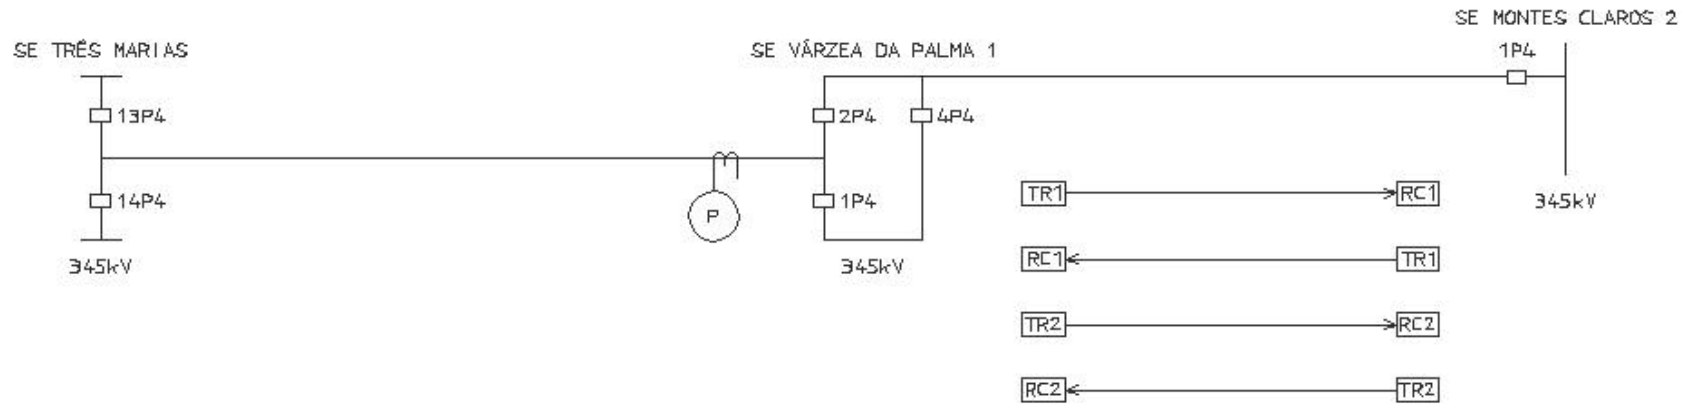 SE MONTES CLAROS 2
SE TRÊS MARIAS
SE VÁRZEA DA PALMA 1
1P4
13P4
2P4
4P4
14P4
P
1P4
TR1
RC1
345kV
345kV
345kV
RC1
TR1
TR2
RC2
RC2
TR2